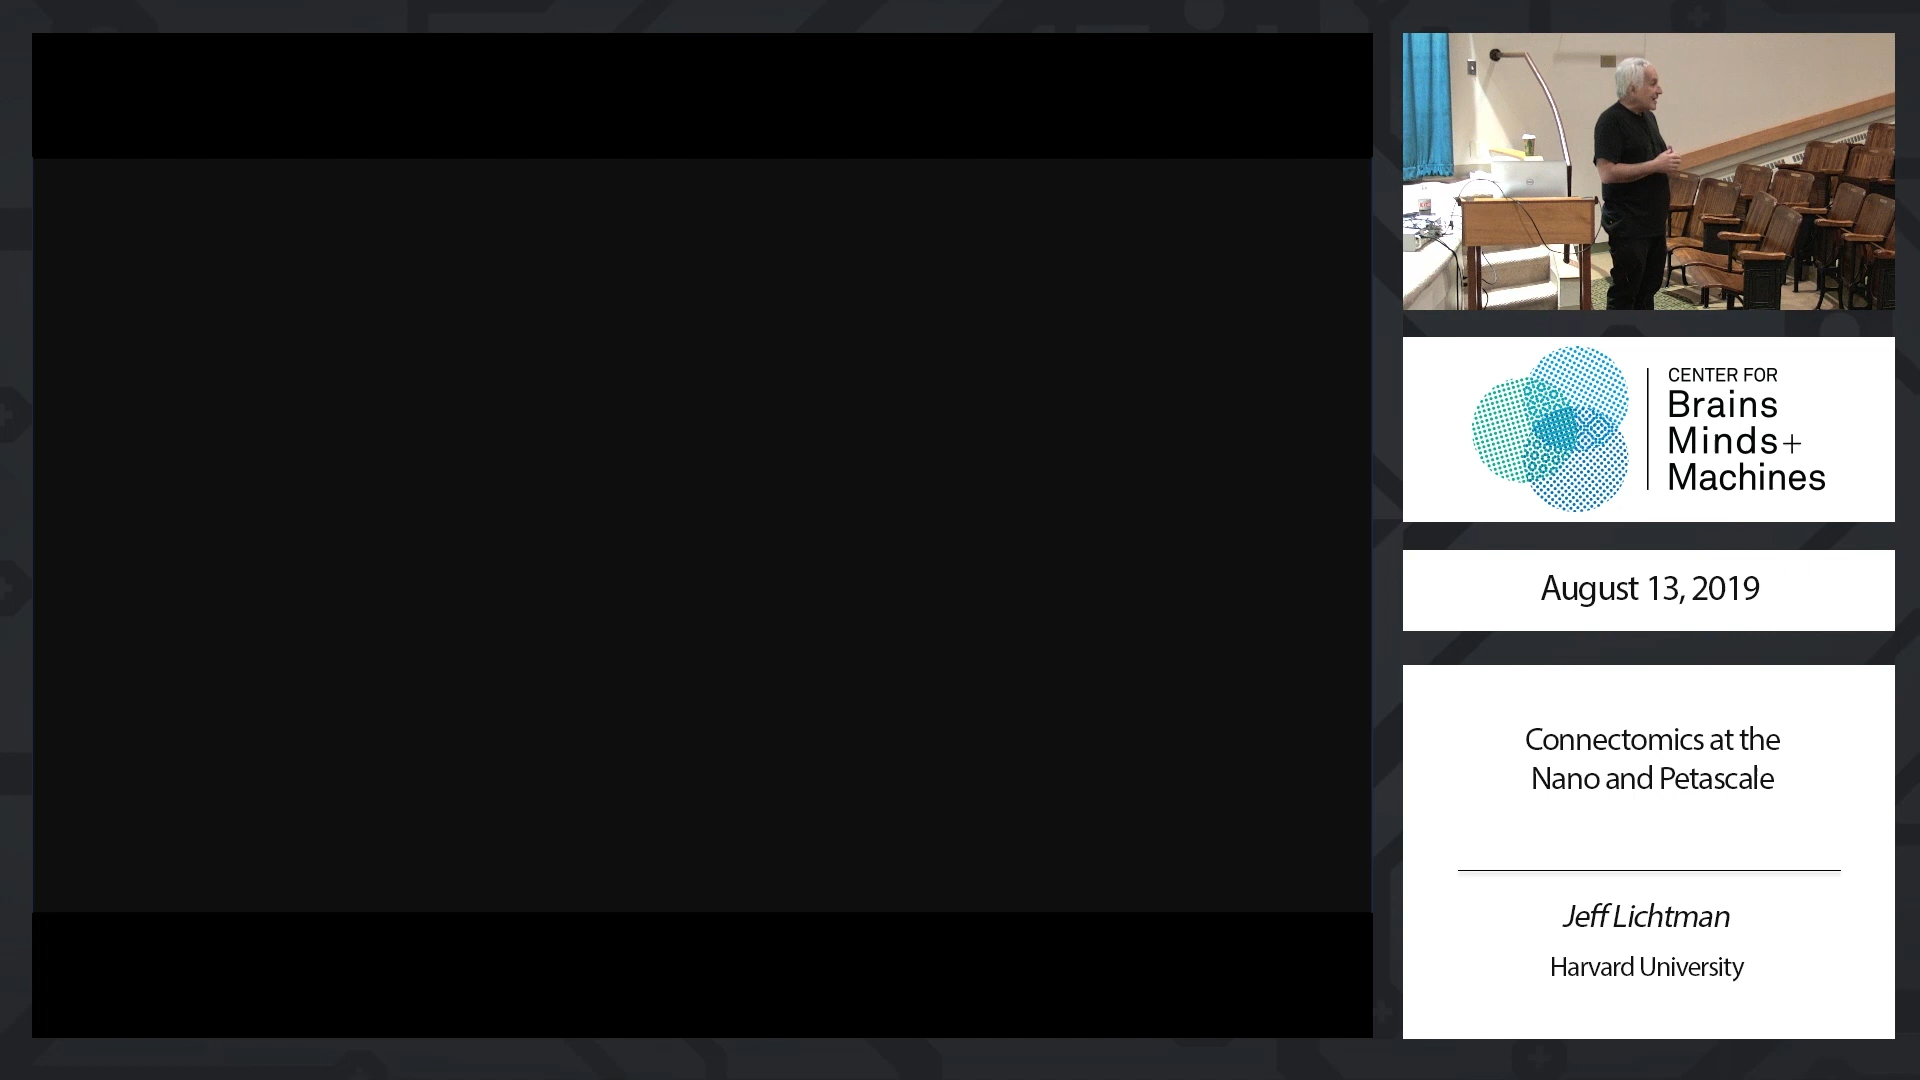 CENTER FOR
Brains
Minds+
Machines
August 13, 2019
Connectomics at the
Nano and Petascale
Jeff Lichtman
Harvard University